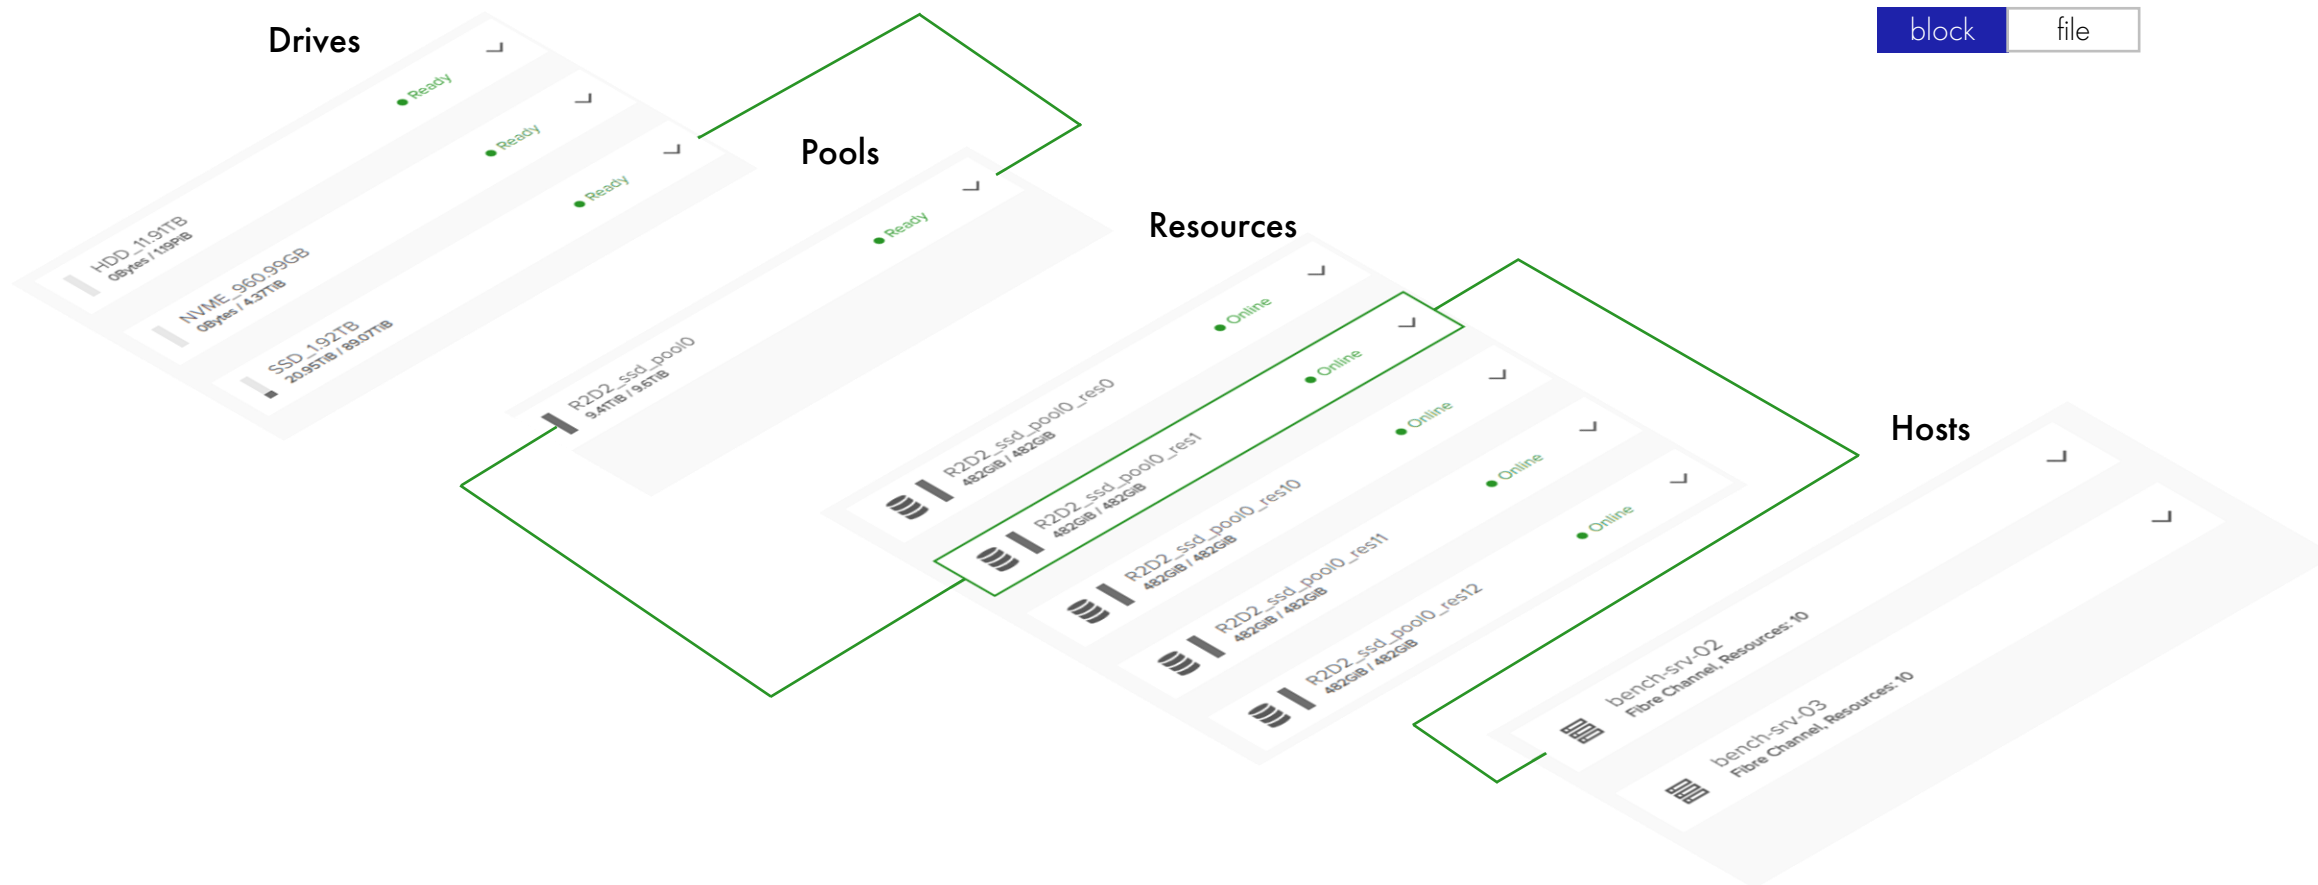 block
file
Drives
HDD_11.91TB
0Bytes / 1.19PiB
Ready
NVME_960.99GB
0Bytes / 4.37TiB
Ready
SSD_1.92TB
20.95TiB / 89.07TiB
Ready
Pools
R2D2_ssd_pool0
9.41TiB / 9.6TiB
Ready
Resources
R2D2_ssd_pool0_res0
482GiB / 482GiB
Online
R2D2_ssd_pool0_res1
482GiB / 482GiB
Online
R2D2_ssd_pool0_res10
482GiB / 482GiB
Online
R2D2_ssd_pool0_res11
482GiB / 482GiB
Online
R2D2_ssd_pool0_res12
482GiB / 482GiB
Online
Hosts
bench-srv-02
Fibre Channel, Resources: 10
bench-srv-03
Fibre Channel, Resources: 10